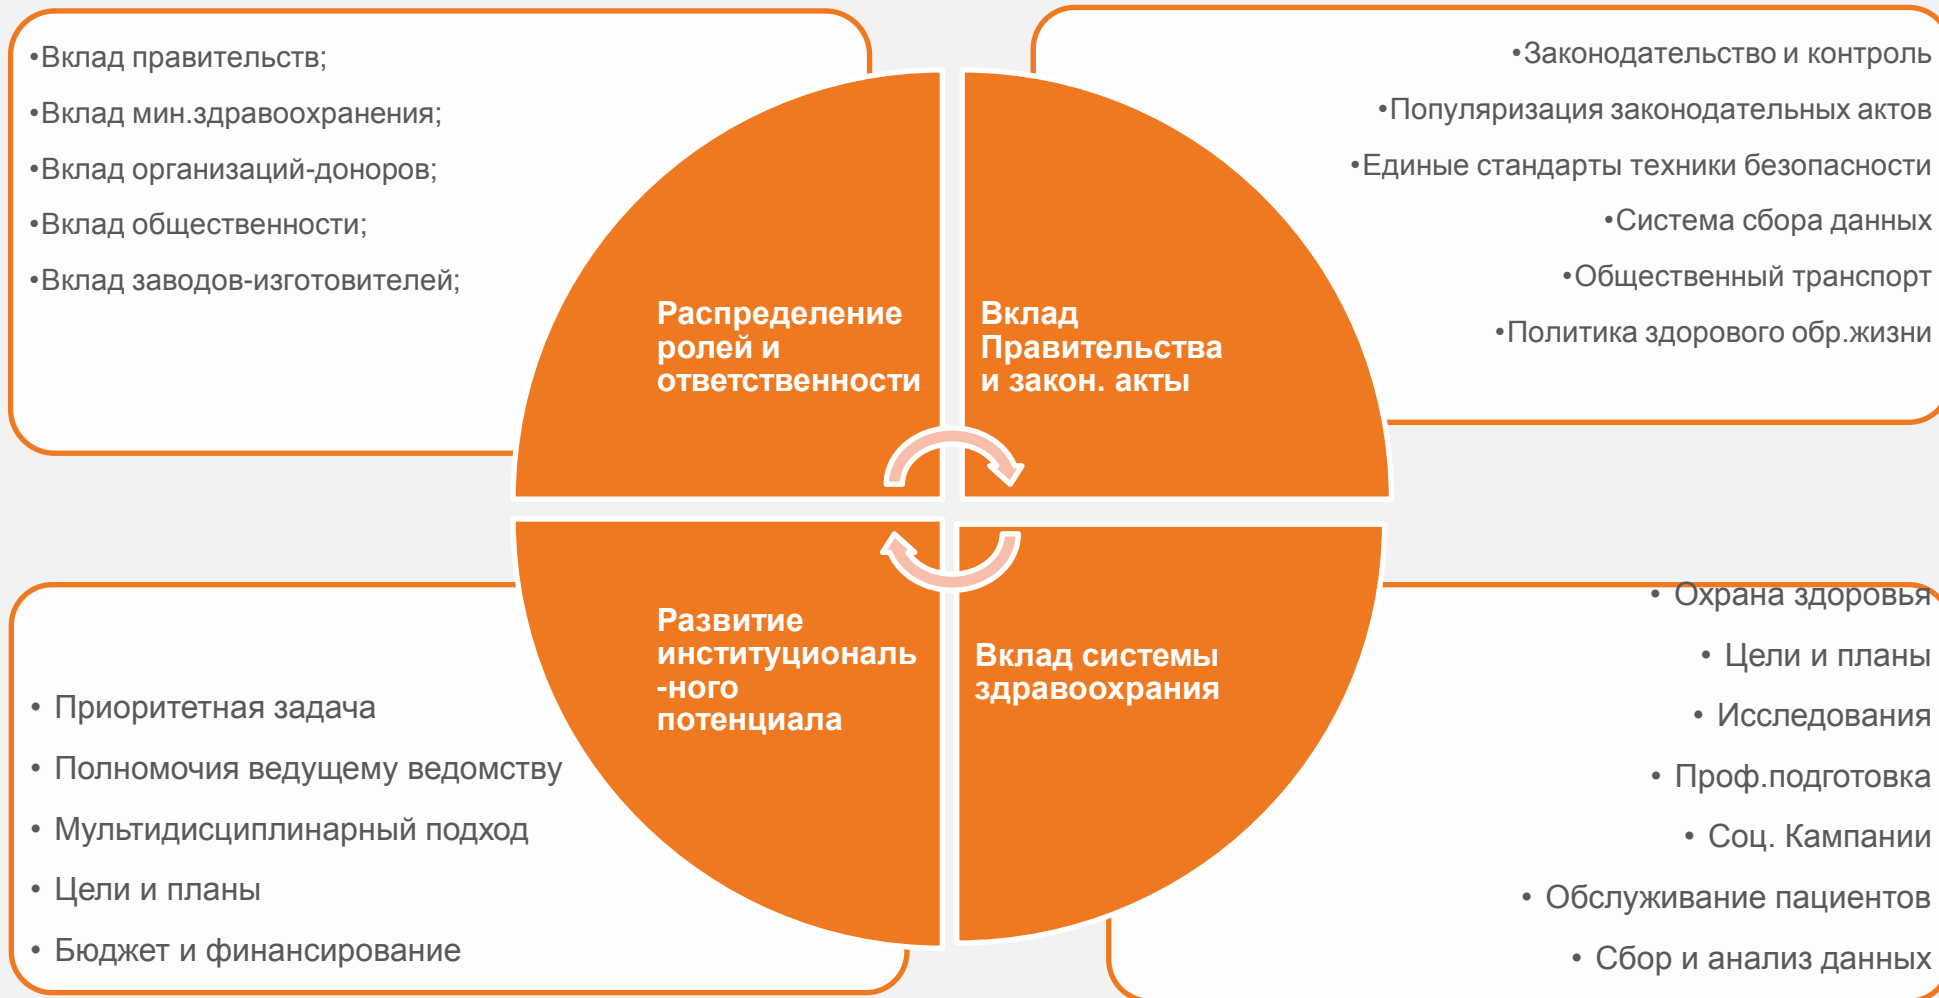 •Вклад правительств;
•Вклад мин.здравоохранения;
•Вклад организаций-доноров;
•Вклад общественности;
•Вклад заводов-изготовителей;
•Законодательство и контроль
•Популяризация законодательных актов
•Единые стандарты техники безопасности
•Система сбора данных
•Общественный транспорт
•Политика здорового обр.жизни
Распределение
ролей и
ответственности
Вклад
Правительства
и закон. акты
Развитие
институциональ
-ного
потенциала
Вклад системы
здравоохрания
• Приоритетная задача
• Полномочия ведущему ведомству
• Мультидисциплинарный подход
• Цели и планы
• Бюджет и финансирование
• Охрана здоровья
• Цели и планы
• Исследования
• Проф.подготовка
• Соц. Кампании
• Обслуживание пациентов
• Сбор и анализ данных